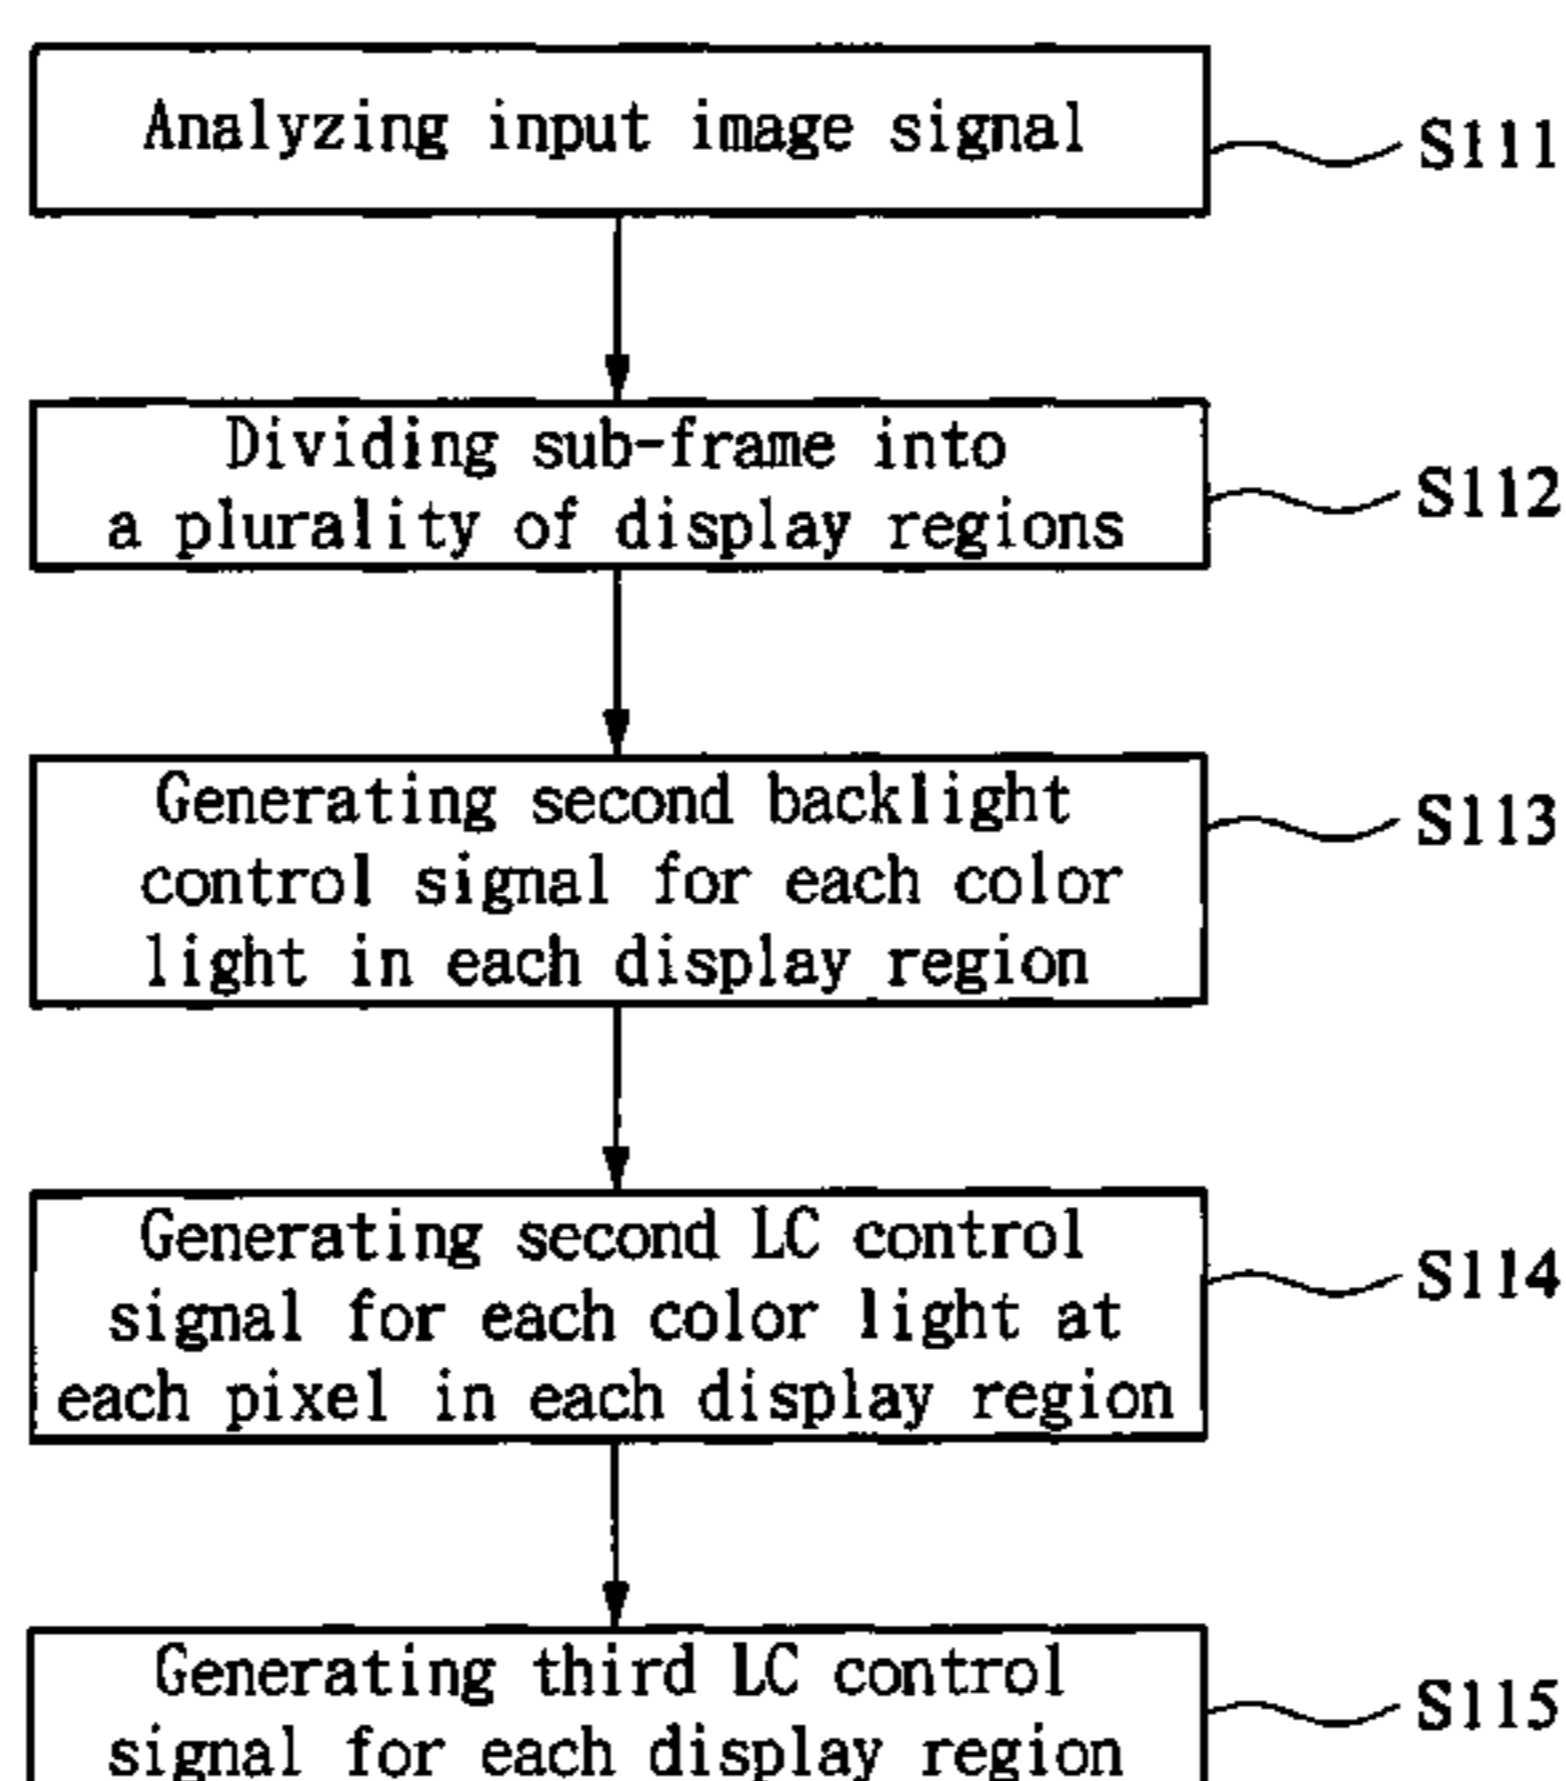 Analyzing input image signal
S111
Dividing sub-frame into
a plurality of display regions
S112
Generating second backlight
control signal for each color
light in each display region
S113
Generating second LC control
signal for each color light at
each pixel in each display region
S114
Generating third LC control
signal for each display region
S115